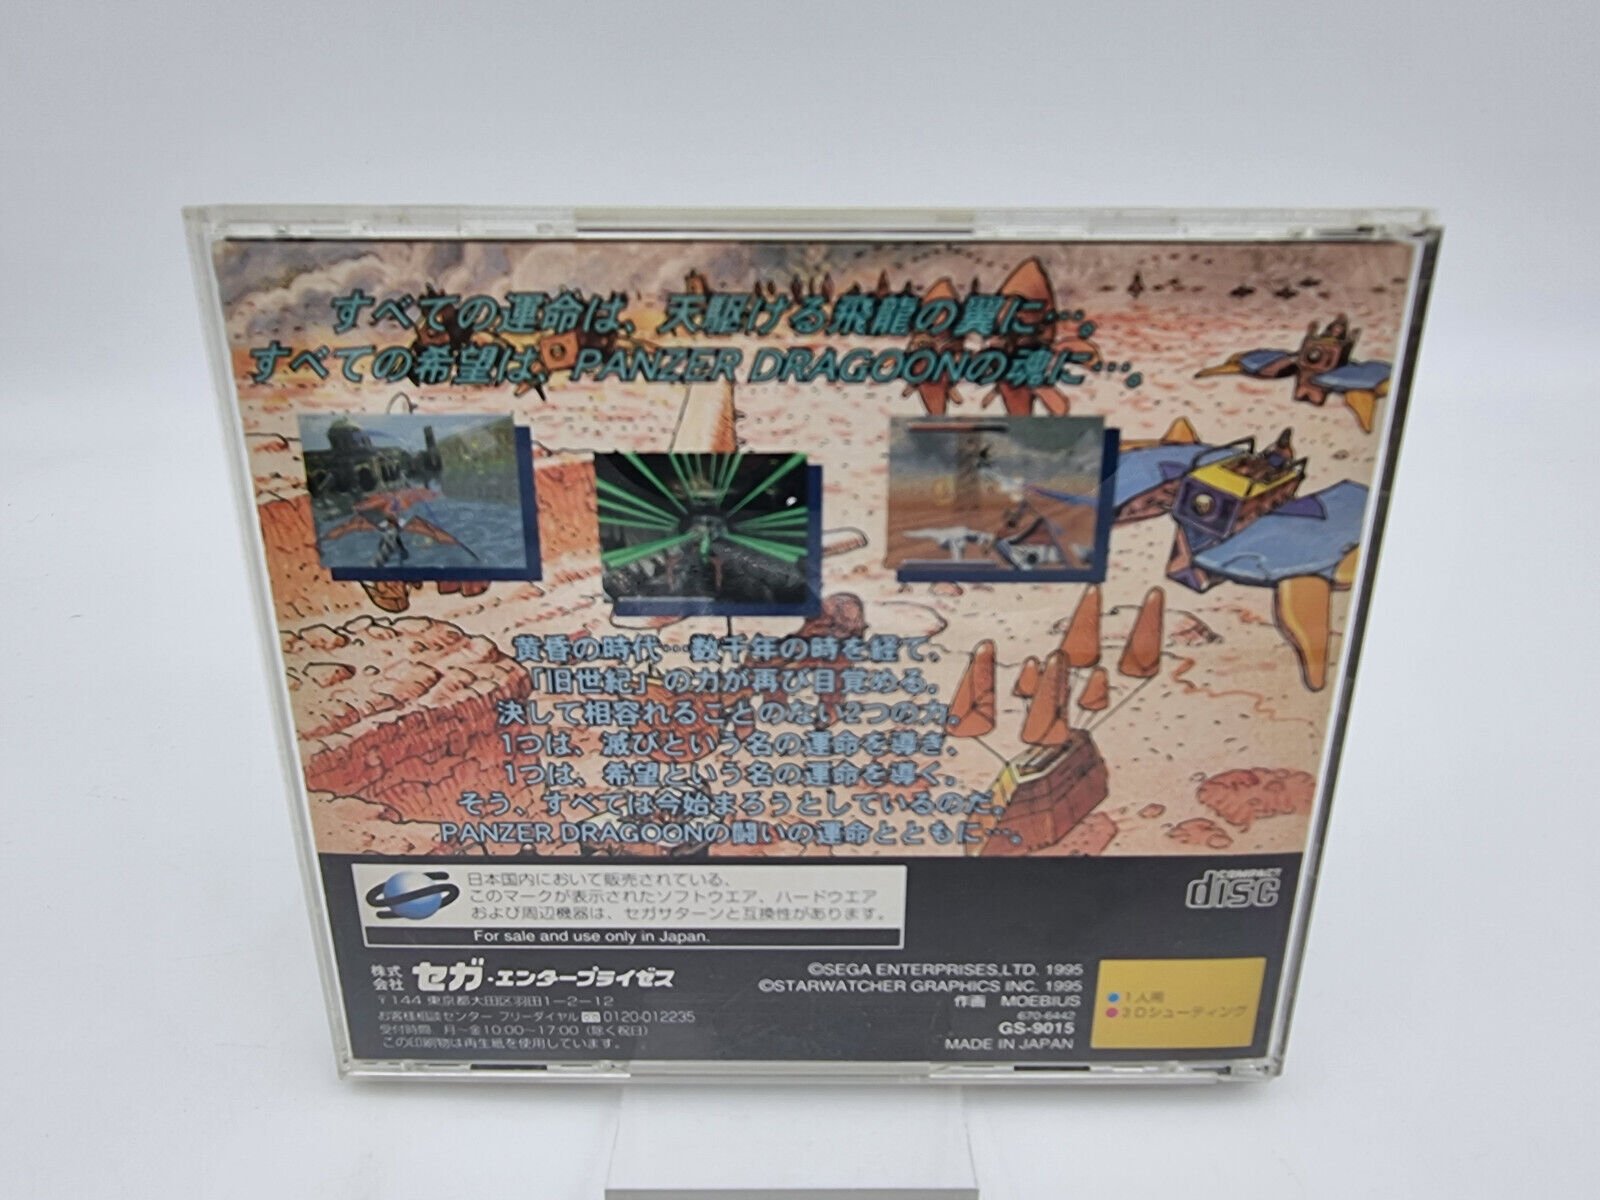 すべての運命は、天駆ける飛龍の翼に…。
すべての希望は、PANZER DRAGOONの魂に…。
黄昏の時代…数千年の時を経て、
「旧世紀」の力が再び目覚める。
決して相容れることのない2つの力。
1つは、滅びという名の運命を導き、
1つは、希望という名の運命を導く。
そう、すべては今始まろうとしているのだ。
PANZER DRAGOONの闘いの運命とともに…。
日本国内において販売されている、
このマークが表示されたソフトウエア、ハードウエア
および周辺機器は、セガサターンと互換性があります。
For sale and use only in Japan.
COMPACT
disc
株式会社 セガ・エンタープライゼス
〒144 東京都大田区羽田1-2-12
お客様相談センター フリーダイヤル 0120-012235
受付時間、月〜金10:00〜17:00（除く祝日）
この印刷物は再生紙を使用しています。
©SEGA ENTERPRISES,LTD. 1995
©STARWATCHER GRAPHICS INC. 1995
作画 MOEBIUS
670-6442
GS-9015
MADE IN JAPAN
●1人用
●3Dシューティング